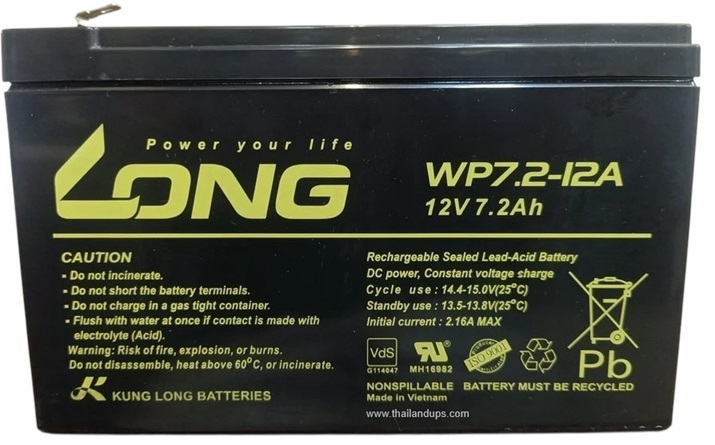 Power your life
LONG
WP7.2-12A
12V 7.2Ah
CAUTION
- Do not incinerate.
- Do not short the battery terminals.
- Do not charge in a gas tight container.
- Flush with water at once if contact is made with
electrolyte (Acid).
Warning: Risk of fire, explosion, or burns.
Do not disassemble, heat above 60°C, or incinerate.
KUNG LONG BATTERIES
Rechargeable Sealed Lead-Acid Battery
DC power, Constant voltage charge
Cycle use : 14.4-15.0V(25°C)
Standby use : 13.5-13.8V(25°C)
Initial current : 2.16A MAX
VdS
G114047
MH16982
ISO 9001
Pb
NONSPILLABLE BATTERY MUST BE RECYCLED
Made in Vietnam
www.thailandups.com